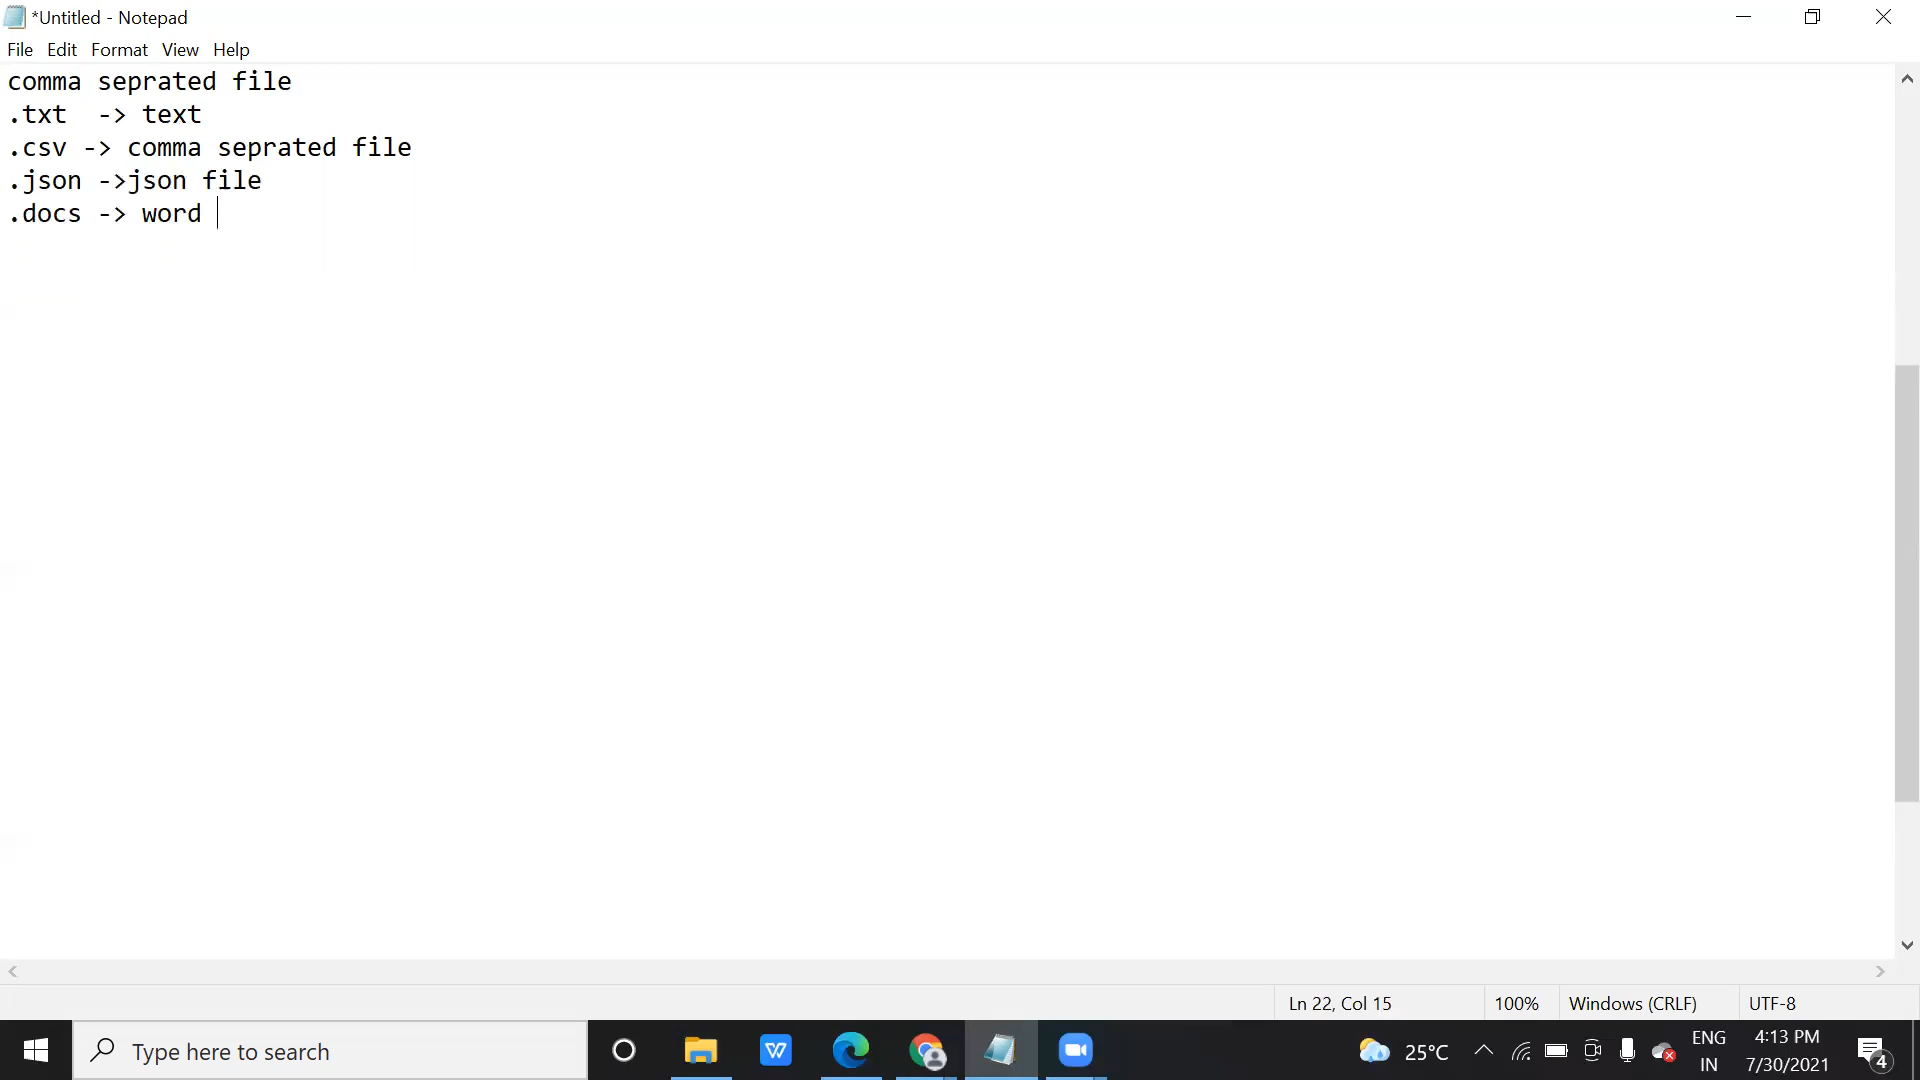 *Untitled - Notepad
File Edit Format View Help
comma seprated file
.txt  -> text
.csv -> comma seprated file
.json ->json file
.docs -> word
Ln 22, Col 15 100% Windows (CRLF) UTF-8
Type here to search
W
25°C
ENG
IN
4:13 PM
7/30/2021
4